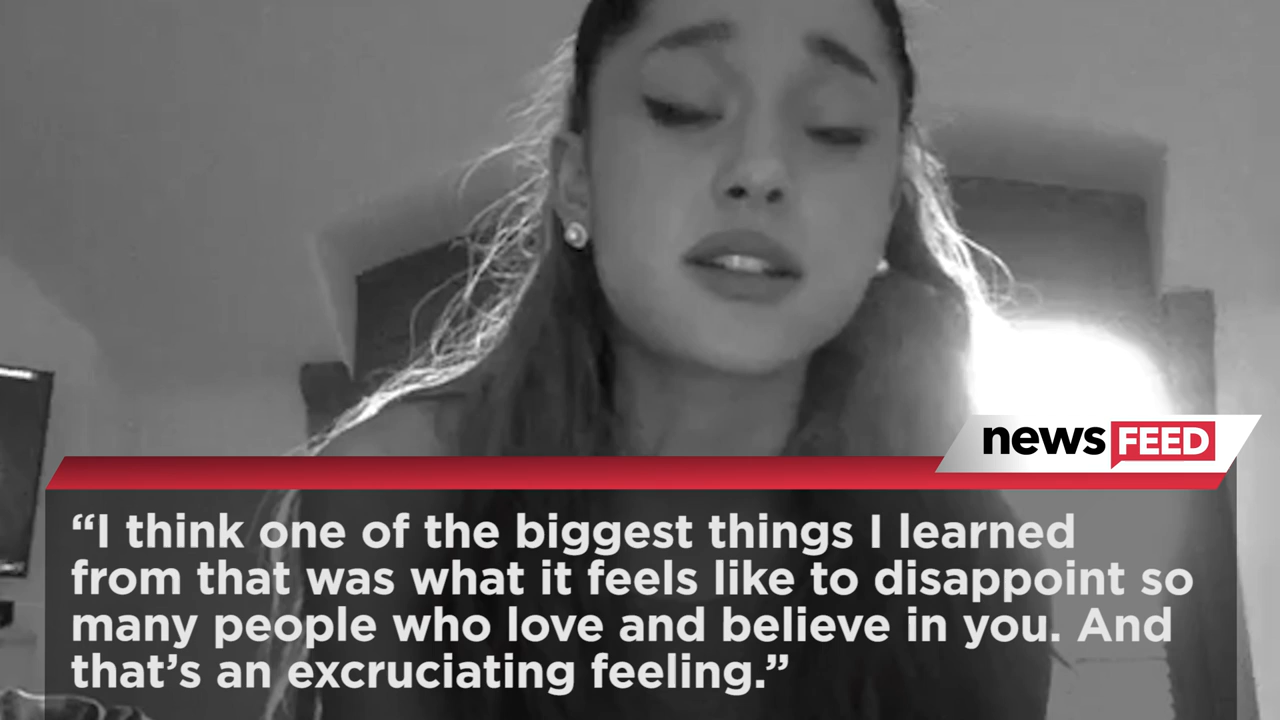 newsFEED
“I think one of the biggest things I learned
from that was what it feels like to disappoint so
many people who love and believe in you. And
that’s an excruciating feeling.”